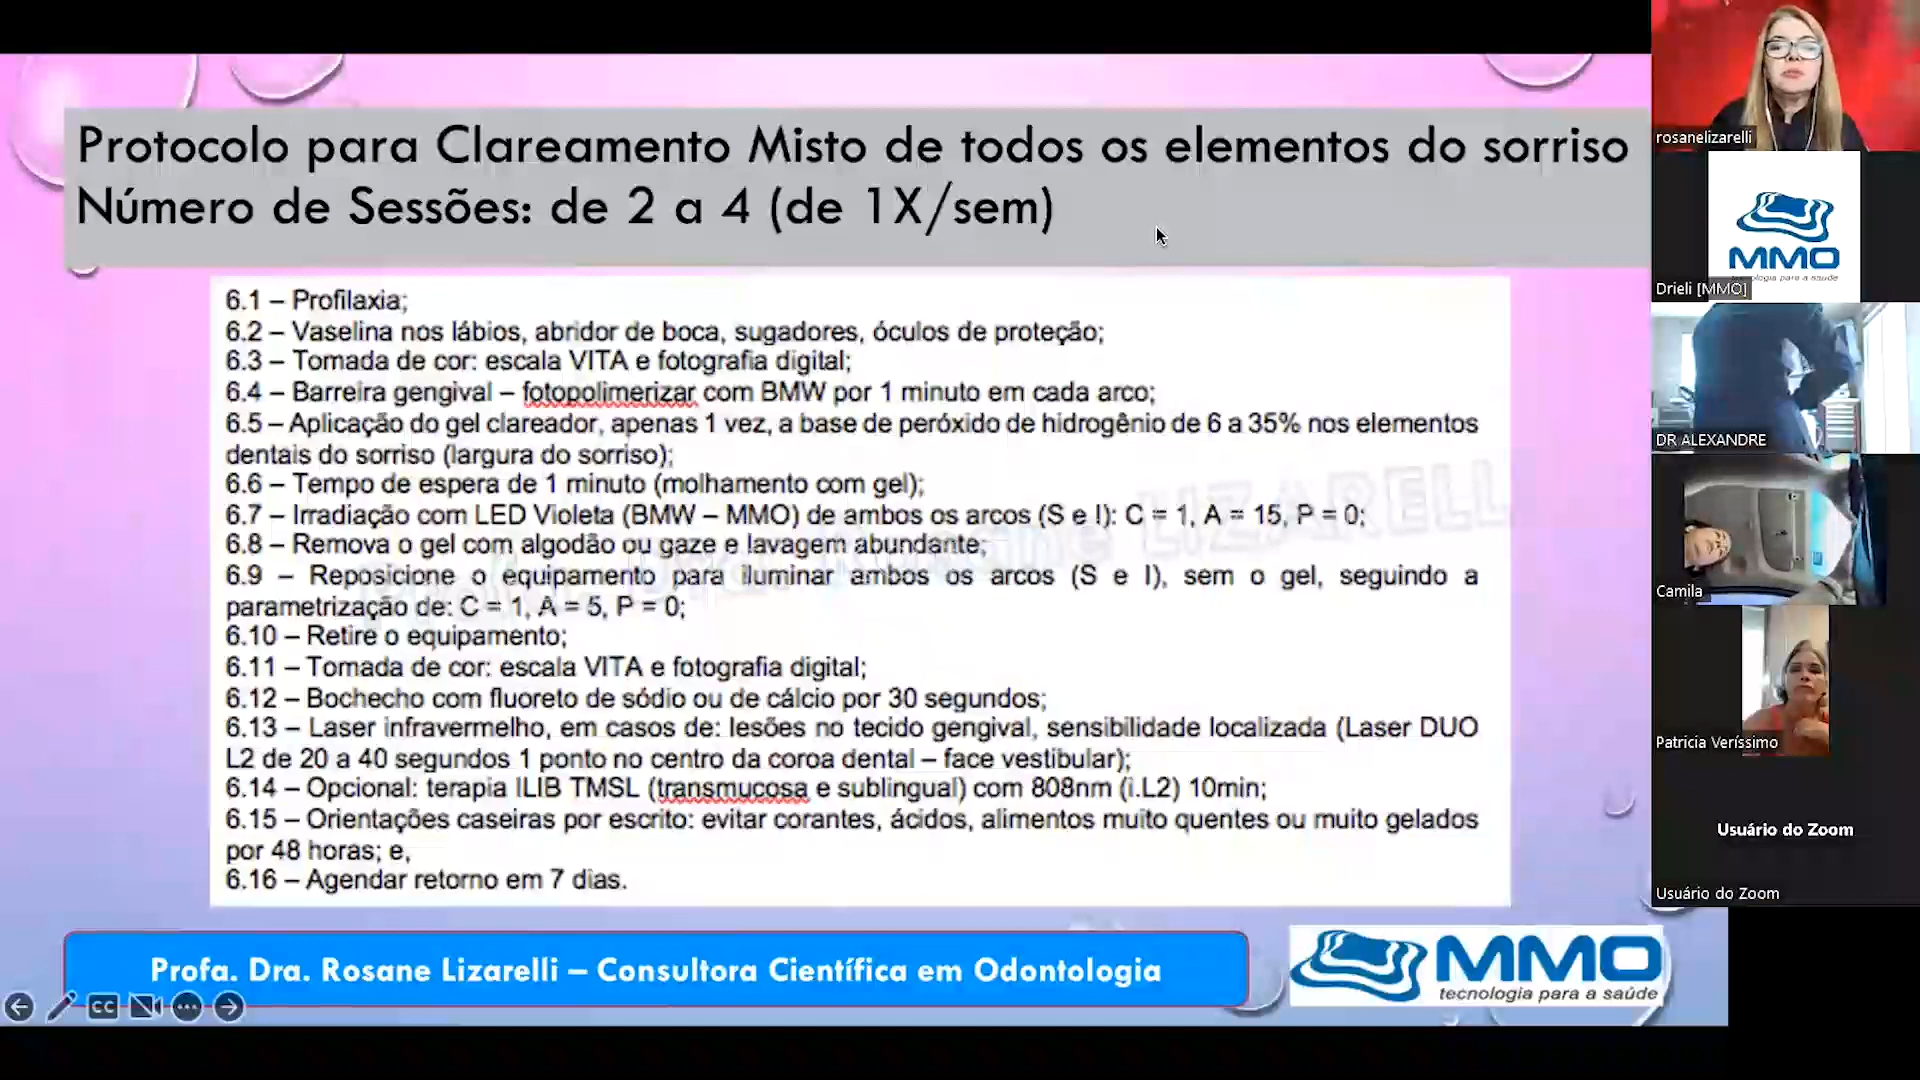 Protocolo para Clareamento Misto de todos os elementos do sorriso
Número de Sessões: de 2 a 4 (de 1X/sem)
6.1 – Profilaxia;
6.2 – Vaselina nos lábios, abridor de boca, sugadores, óculos de proteção;
6.3 – Tomada de cor: escala VITA e fotografia digital;
6.4 – Barreira gengival – fotopolimerizar com BMW por 1 minuto em cada arco;
6.5 – Aplicação do gel clareador, apenas 1 vez, a base de peróxido de hidrogênio de 6 a 35% nos elementos
dentais do sorriso (largura do sorriso);
6.6 – Tempo de espera de 1 minuto (molhamento com gel);
6.7 – Irradiação com LED Violeta (BMW – MMO) de ambos os arcos (S e I): C = 1, A = 15, P = 0;
6.8 – Remova o gel com algodão ou gaze e lavagem abundante;
6.9 – Reposicione o equipamento para iluminar ambos os arcos (S e I), sem o gel, seguindo a
parametrização de: C = 1, A = 5, P = 0;
6.10 – Retire o equipamento;
6.11 – Tomada de cor: escala VITA e fotografia digital;
6.12 – Bochecho com fluoreto de sódio ou de cálcio por 30 segundos;
6.13 – Laser infravermelho, em casos de: lesões no tecido gengival, sensibilidade localizada (Laser DUO
L2 de 20 a 40 segundos 1 ponto no centro da coroa dental – face vestibular);
6.14 – Opcional: terapia ILIB TMSL (transmucosa e sublingual) com 808nm (i.L2) 10min;
6.15 – Orientações caseiras por escrito: evitar corantes, ácidos, alimentos muito quentes ou muito gelados
por 48 horas; e,
6.16 – Agendar retorno em 7 dias.
Profa. Dra. Rosane LIZARELL
Profa. Dra. Rosane Lizarelli – Consultora Científica em Odontologia
MMO
tecnologia para a saúde
CC
rosanelizarelli
MMO
tecnologia para a saúde
Drieli [MMO]
DR ALEXANDRE
Camila
Patricia Veríssimo
Usuário do Zoom
Usuário do Zoom